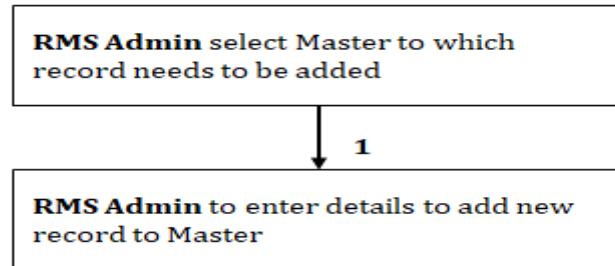 RMS Admin select Master to which
record needs to be added
1
RMS Admin to enter details to add new
record to Master